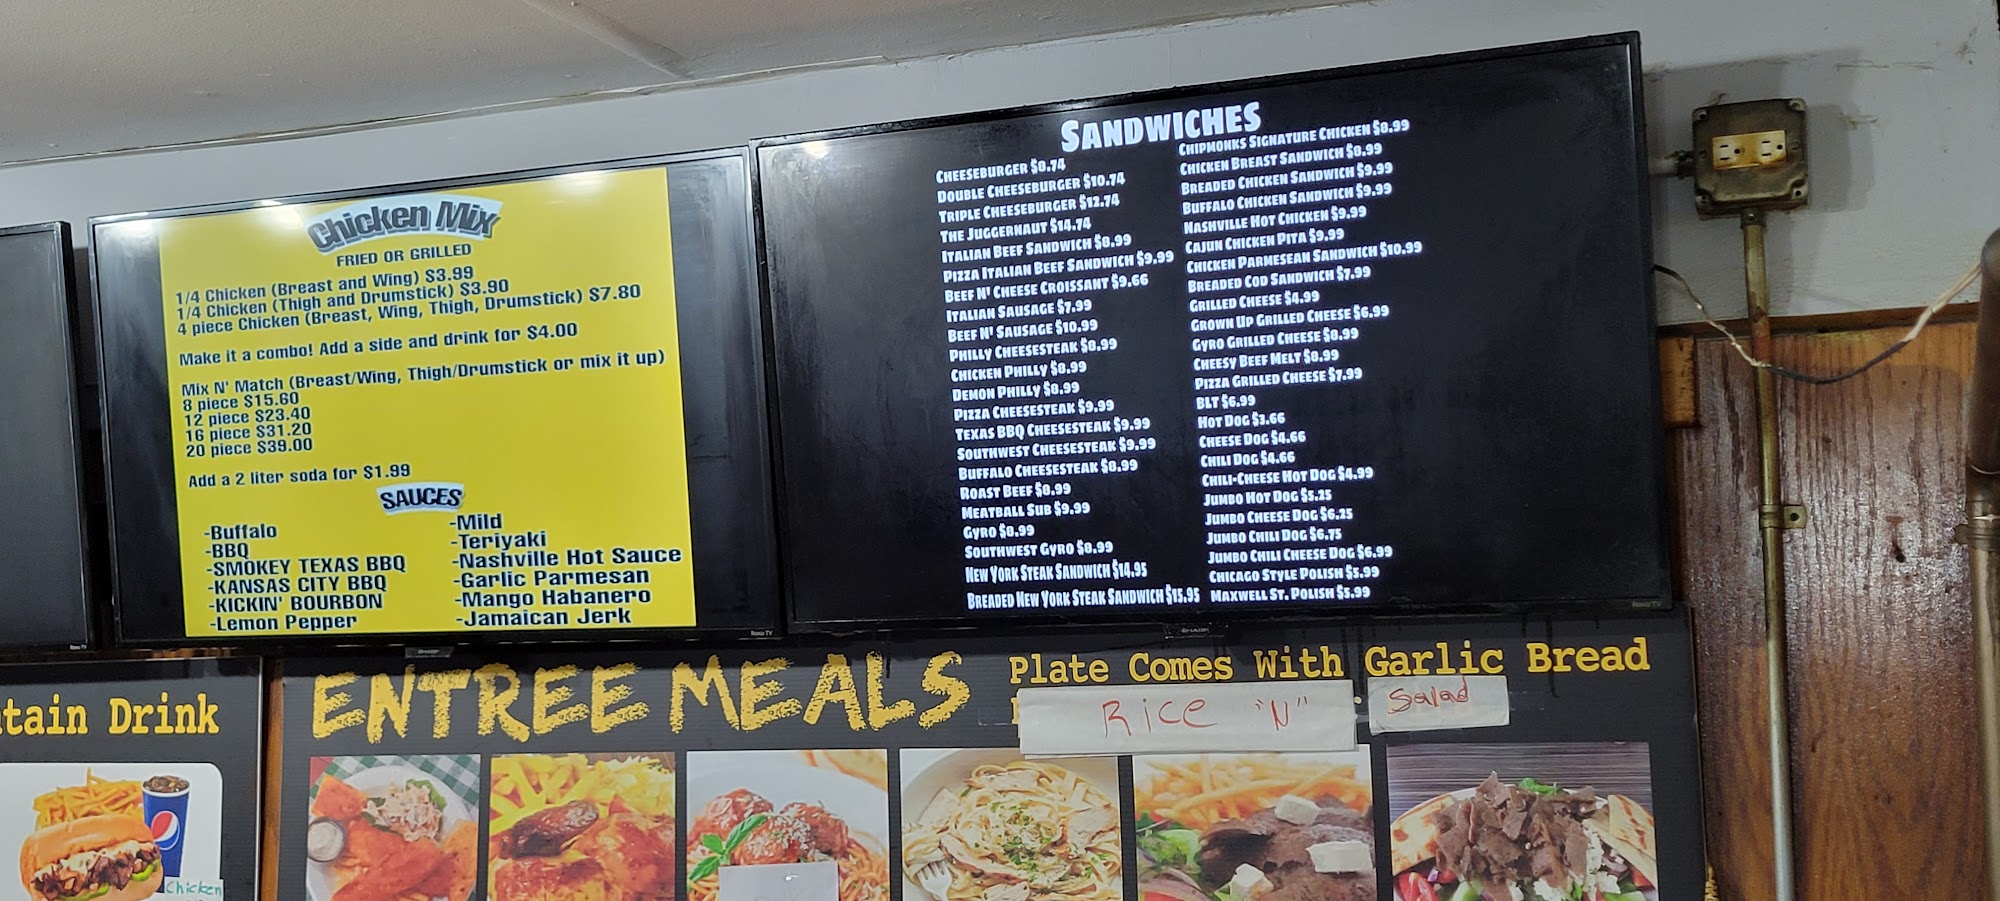 Chicken Mix
FRIED OR GRILLED
1/4 Chicken (Breast and Wing) $3.99
1/4 Chicken (Thigh and Drumstick) $3.90
4 piece Chicken (Breast, Wing, Thigh, Drumstick) $7.80
Make it a combo! Add a side and drink for $4.00
Mix N' Match (Breast/Wing, Thigh/Drumstick or mix it up)
8 piece $15.60
12 piece $23.40
16 piece $31.20
20 piece $39.00
Add a 2 liter soda for $1.99
SAUCES
-Buffalo
-BBQ
-SMOKEY TEXAS BBQ
-KANSAS CITY BBQ
-KICKIN' BOURBON
-Lemon Pepper
-Mild
-Teriyaki
-Nashville Hot Sauce
-Garlic Parmesan
-Mango Habanero
-Jamaican Jerk
SANDWICHES
CHEESEBURGER $8.74
DOUBLE CHEESEBURGER $10.74
TRIPLE CHEESEBURGER $12.74
THE JUGGERNAUT $14.74
ITALIAN BEEF SANDWICH $8.99
PIZZA ITALIAN BEEF SANDWICH $9.99
BEEF N' CHEESE CROISSANT $9.66
ITALIAN SAUSAGE $7.99
BEEF N' SAUSAGE $10.99
PHILLY CHEESESTEAK $8.99
CHICKEN PHILLY $8.99
DEMON PHILLY $8.99
PIZZA CHEESESTEAK $9.99
TEXAS BBQ CHEESESTEAK $9.99
SOUTHWEST CHEESESTEAK $9.99
BUFFALO CHEESESTEAK $8.99
ROAST BEEF $8.99
MEATBALL SUB $9.99
GYRO $8.99
SOUTHWEST GYRO $8.99
NEW YORK STEAK SANDWICH $14.95
BREADED NEW YORK STEAK SANDWICH $15.95
CHIPMONKS SIGNATURE CHICKEN $8.99
CHICKEN BREAST SANDWICH $8.99
BREADED CHICKEN SANDWICH $9.99
BUFFALO CHICKEN SANDWICH $9.99
NASHVILLE HOT CHICKEN $9.99
CAJUN CHICKEN PITA $9.99
CHICKEN PARMESEAN SANDWICH $10.99
BREADED COD SANDWICH $7.99
GRILLED CHEESE $4.99
GROWN UP GRILLED CHEESE $6.99
GYRO GRILLED CHEESE $8.99
CHEESY BEEF MELT $8.99
PIZZA GRILLED CHEESE $7.99
BLT $6.99
HOT DOG $3.66
CHEESE DOG $4.66
CHILI DOG $4.66
CHILI-CHEESE HOT DOG $4.99
JUMBO HOT DOG $5.25
JUMBO CHEESE DOG $6.25
JUMBO CHILI DOG $6.75
JUMBO CHILI CHEESE DOG $6.99
CHICAGO STYLE POLISH $5.99
MAXWELL ST. POLISH $5.99
Roku TV
Roku TV
Roku TV
SHARP
tain Drink
ENTREE MEALS
Plate Comes With Garlic Bread
Rice "N"
Salad
Chicken